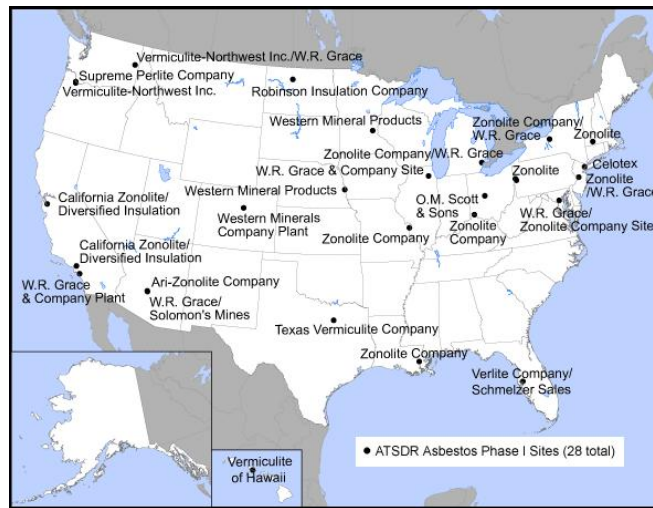 Vermiculite-Northwest Inc./W.R. Grace
Supreme Perlite Company
Vermiculite-Northwest Inc.
Robinson Insulation Company
Western Mineral Products
Zonolite Company/
W.R. Grace
Zonolite
Zonolite Company/W.R. Grace
Celotex
W.R. Grace & Company Site
Zonolite
Zonolite
/W.R. Grace
Western Mineral Products
California Zonolite/
Diversified Insulation
O.M. Scott
& Sons
Western Minerals
Company Plant
W.R. Grace/
Zonolite Company Site
Zonolite
Company
Zonolite Company
California Zonolite/
Diversified Insulation
W.R. Grace
& Company Plant
Ari-Zonolite Company
W.R. Grace/
Solomon's Mines
Texas Vermiculite Company
Zonolite Company
Verlite Company/
Schmelzer Sales
ATSDR Asbestos Phase I Sites (28 total)
Vermiculite
of Hawaii